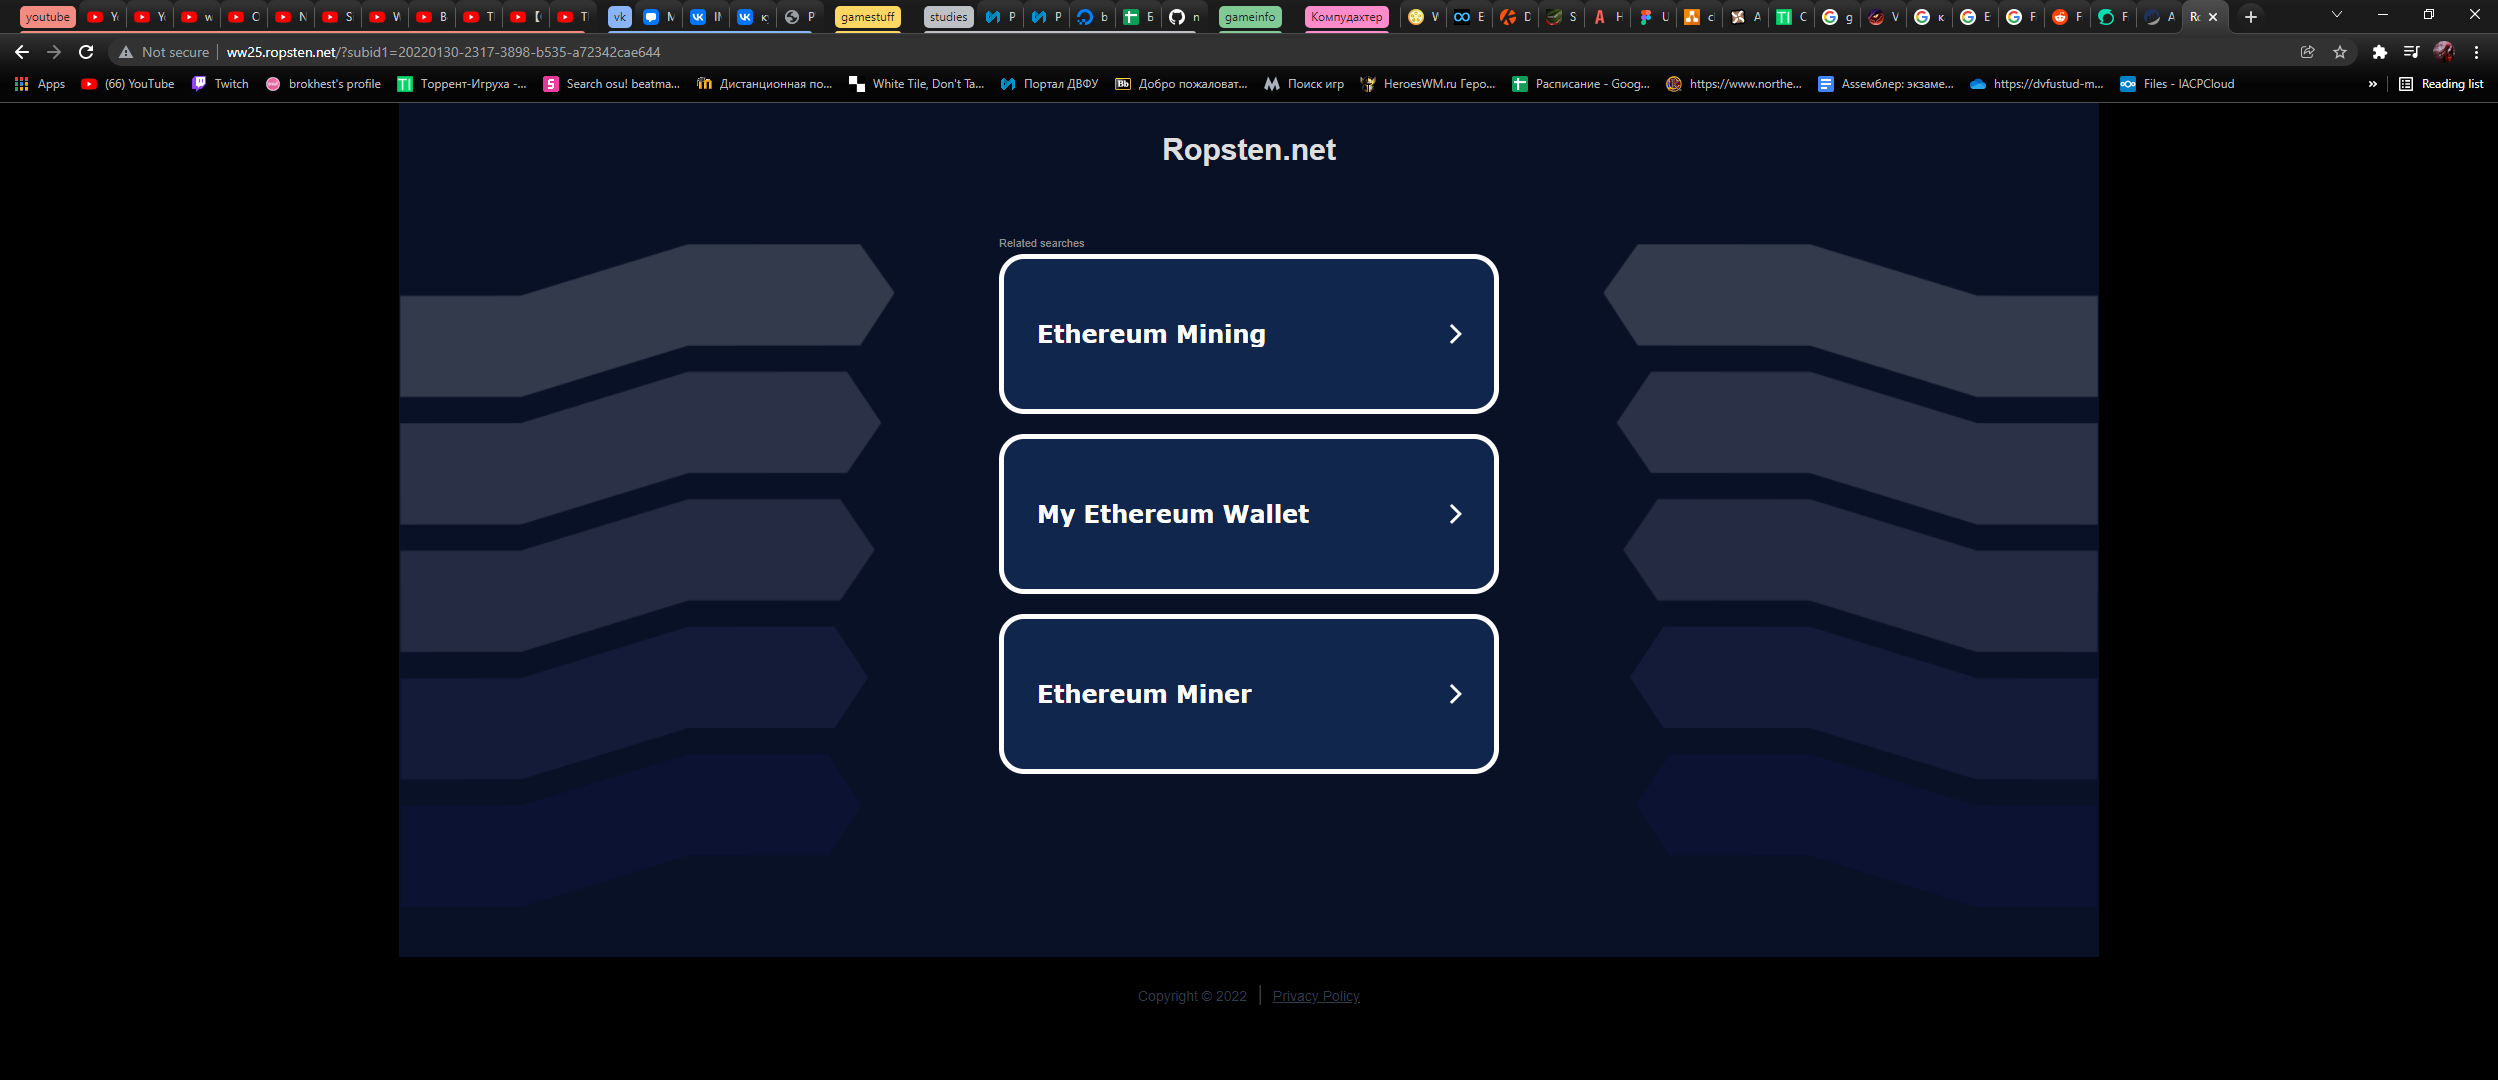 youtube
vk
gamestuff
studies
gameinfo
Компудахтер
Not secure
ww25.ropsten.net/?subid1=20220130-2317-3898-b535-a72342cae644
Apps
(66) YouTube
Twitch
brokhest's profile
Торрент-Игруха -...
Search osu! beatma...
Дистанционная по...
White Tile, Don't Ta...
Портал ДВФУ
Добро пожаловат...
Поиск игр
HeroesWM.ru Геро...
Расписание - Goog...
https://www.northe...
Ассемблер: экзаме...
https://dvfustud-m...
Files - IACPCloud
»
Reading list
Ropsten.net
Related searches
Ethereum Mining
My Ethereum Wallet
Ethereum Miner
Copyright © 2022 | Privacy Policy